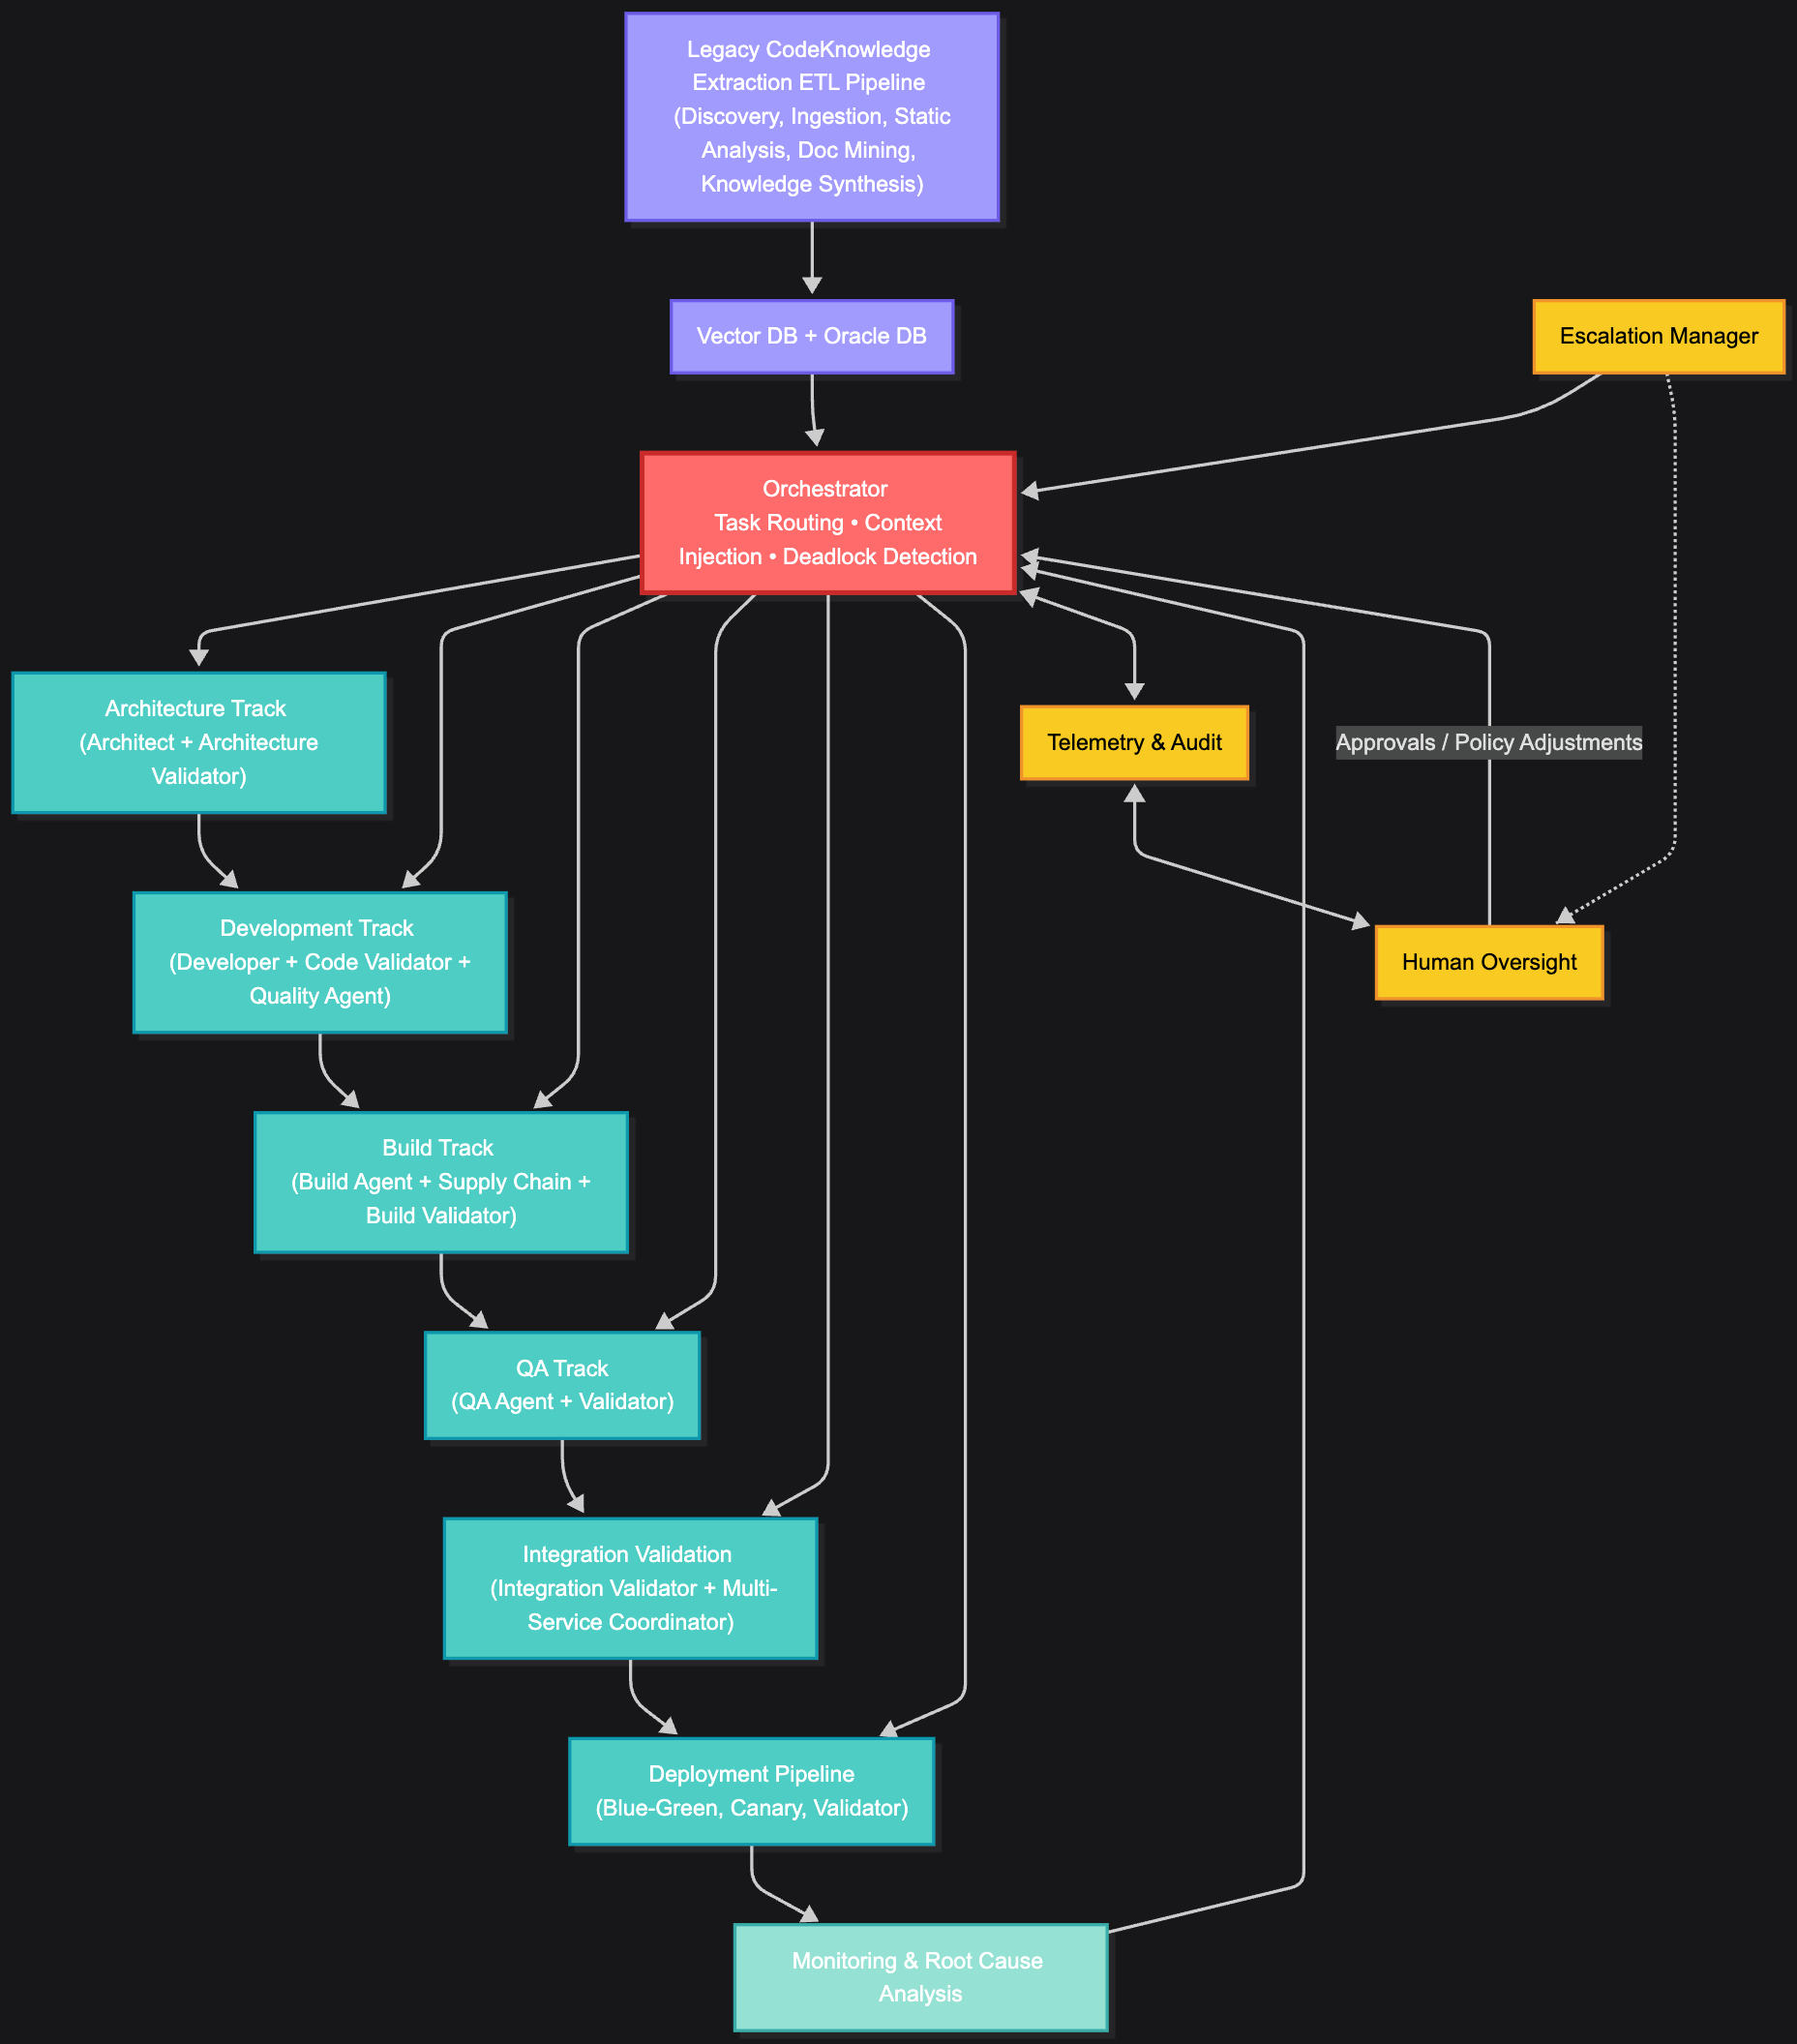 Legacy CodeKnowledge
Extraction ETL Pipeline
(Discovery, Ingestion, Static
Analysis, Doc Mining,
Knowledge Synthesis)
Vector DB + Oracle DB
Escalation Manager
Orchestrator
Task Routing • Context
Injection • Deadlock Detection
Architecture Track
(Architect + Architecture
Validator)
Telemetry & Audit
Approvals / Policy Adjustments
Development Track
(Developer + Code Validator +
Quality Agent)
Human Oversight
Build Track
(Build Agent + Supply Chain +
Build Validator)
QA Track
(QA Agent + Validator)
Integration Validation
(Integration Validator + Multi-
Service Coordinator)
Deployment Pipeline
(Blue-Green, Canary, Validator)
Monitoring & Root Cause
Analysis